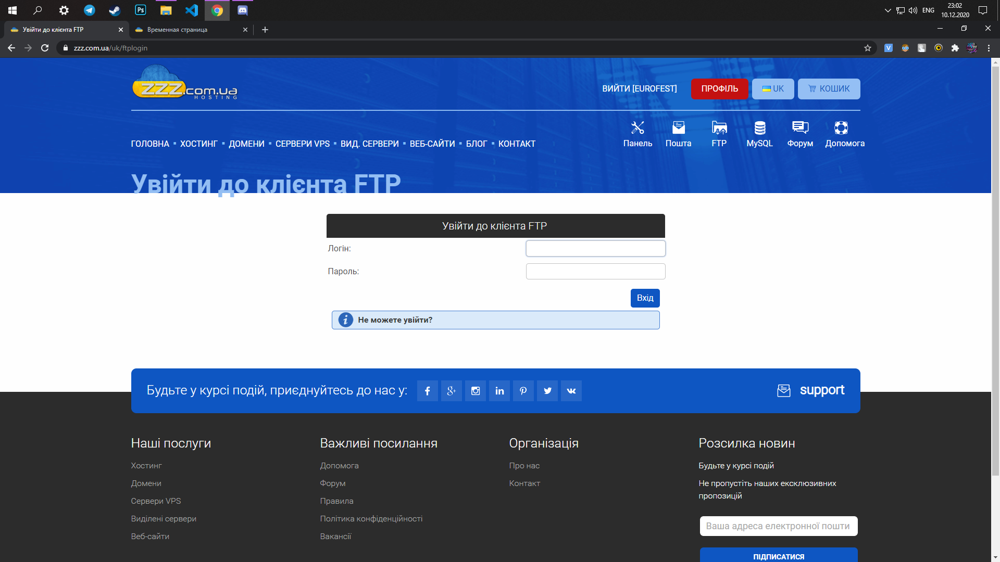 ENG
23:02
10.12.2020
Ps
Увійти до клієнта FTP
Временная страница
zzz.com.ua/uk/ftplogin
V
ZZZ.com.ua
HOSTING
ВИЙТИ [EUROFEST]
ПРОФІЛЬ
UK
КОШИК
ГОЛОВНА
ХОСТИНГ
ДОМЕНИ
СЕРВЕРИ VPS
ВИД. СЕРВЕРИ
ВЕБ-САЙТИ
БЛОГ
КОНТАКТ
Панель
Пошта
FTP
MySQL
Форум
Допомога
Увійти до клієнта FTP
Увійти до клієнта FTP
Логін:
Пароль:
Вхід
Не можете увійти?
Будьте у курсі подій, приєднуйтесь до нас у:
support
Наші послуги
Хостинг
Домени
Сервери VPS
Виділені сервери
Веб-сайти
Важливі посилання
Допомога
Форум
Правила
Політика конфіденційності
Вакансії
Організація
Про нас
Контакт
Розсилка новин
Будьте у курсі подій
Не пропустіть наших ексклюзивних
пропозицій
Ваша адреса електронної пошти
ПІДПИСАТИСЯ